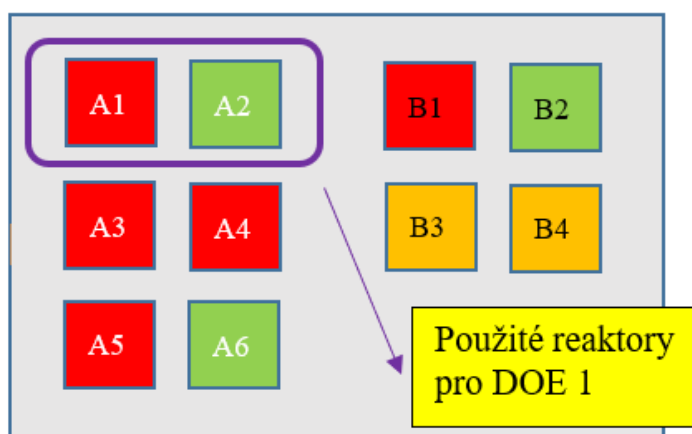 A1 A2 B1 B2
A3 A4 B3 B4
A5 A6
Použité reaktory
pro DOE 1